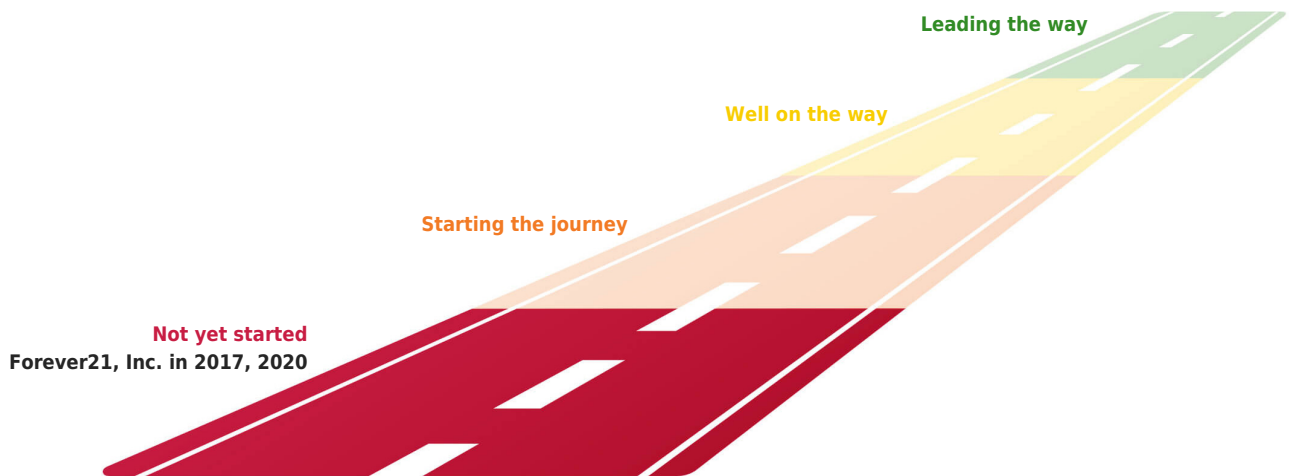 Leading the way
Well on the way
Starting the journey
Not yet started
Forever21, Inc. in 2017, 2020